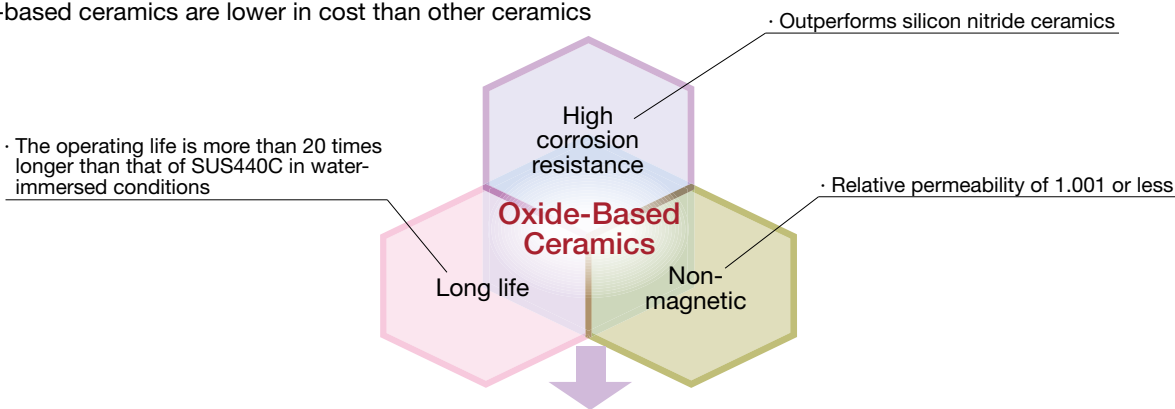 -based ceramics are lower in cost than other ceramics
· Outperforms silicon nitride ceramics
High
corrosion
resistance
· The operating life is more than 20 times
longer than that of SUS440C in water-
immersed conditions
· Relative permeability of 1.001 or less
Oxide-Based
Ceramics
Long life
Non-
magnetic